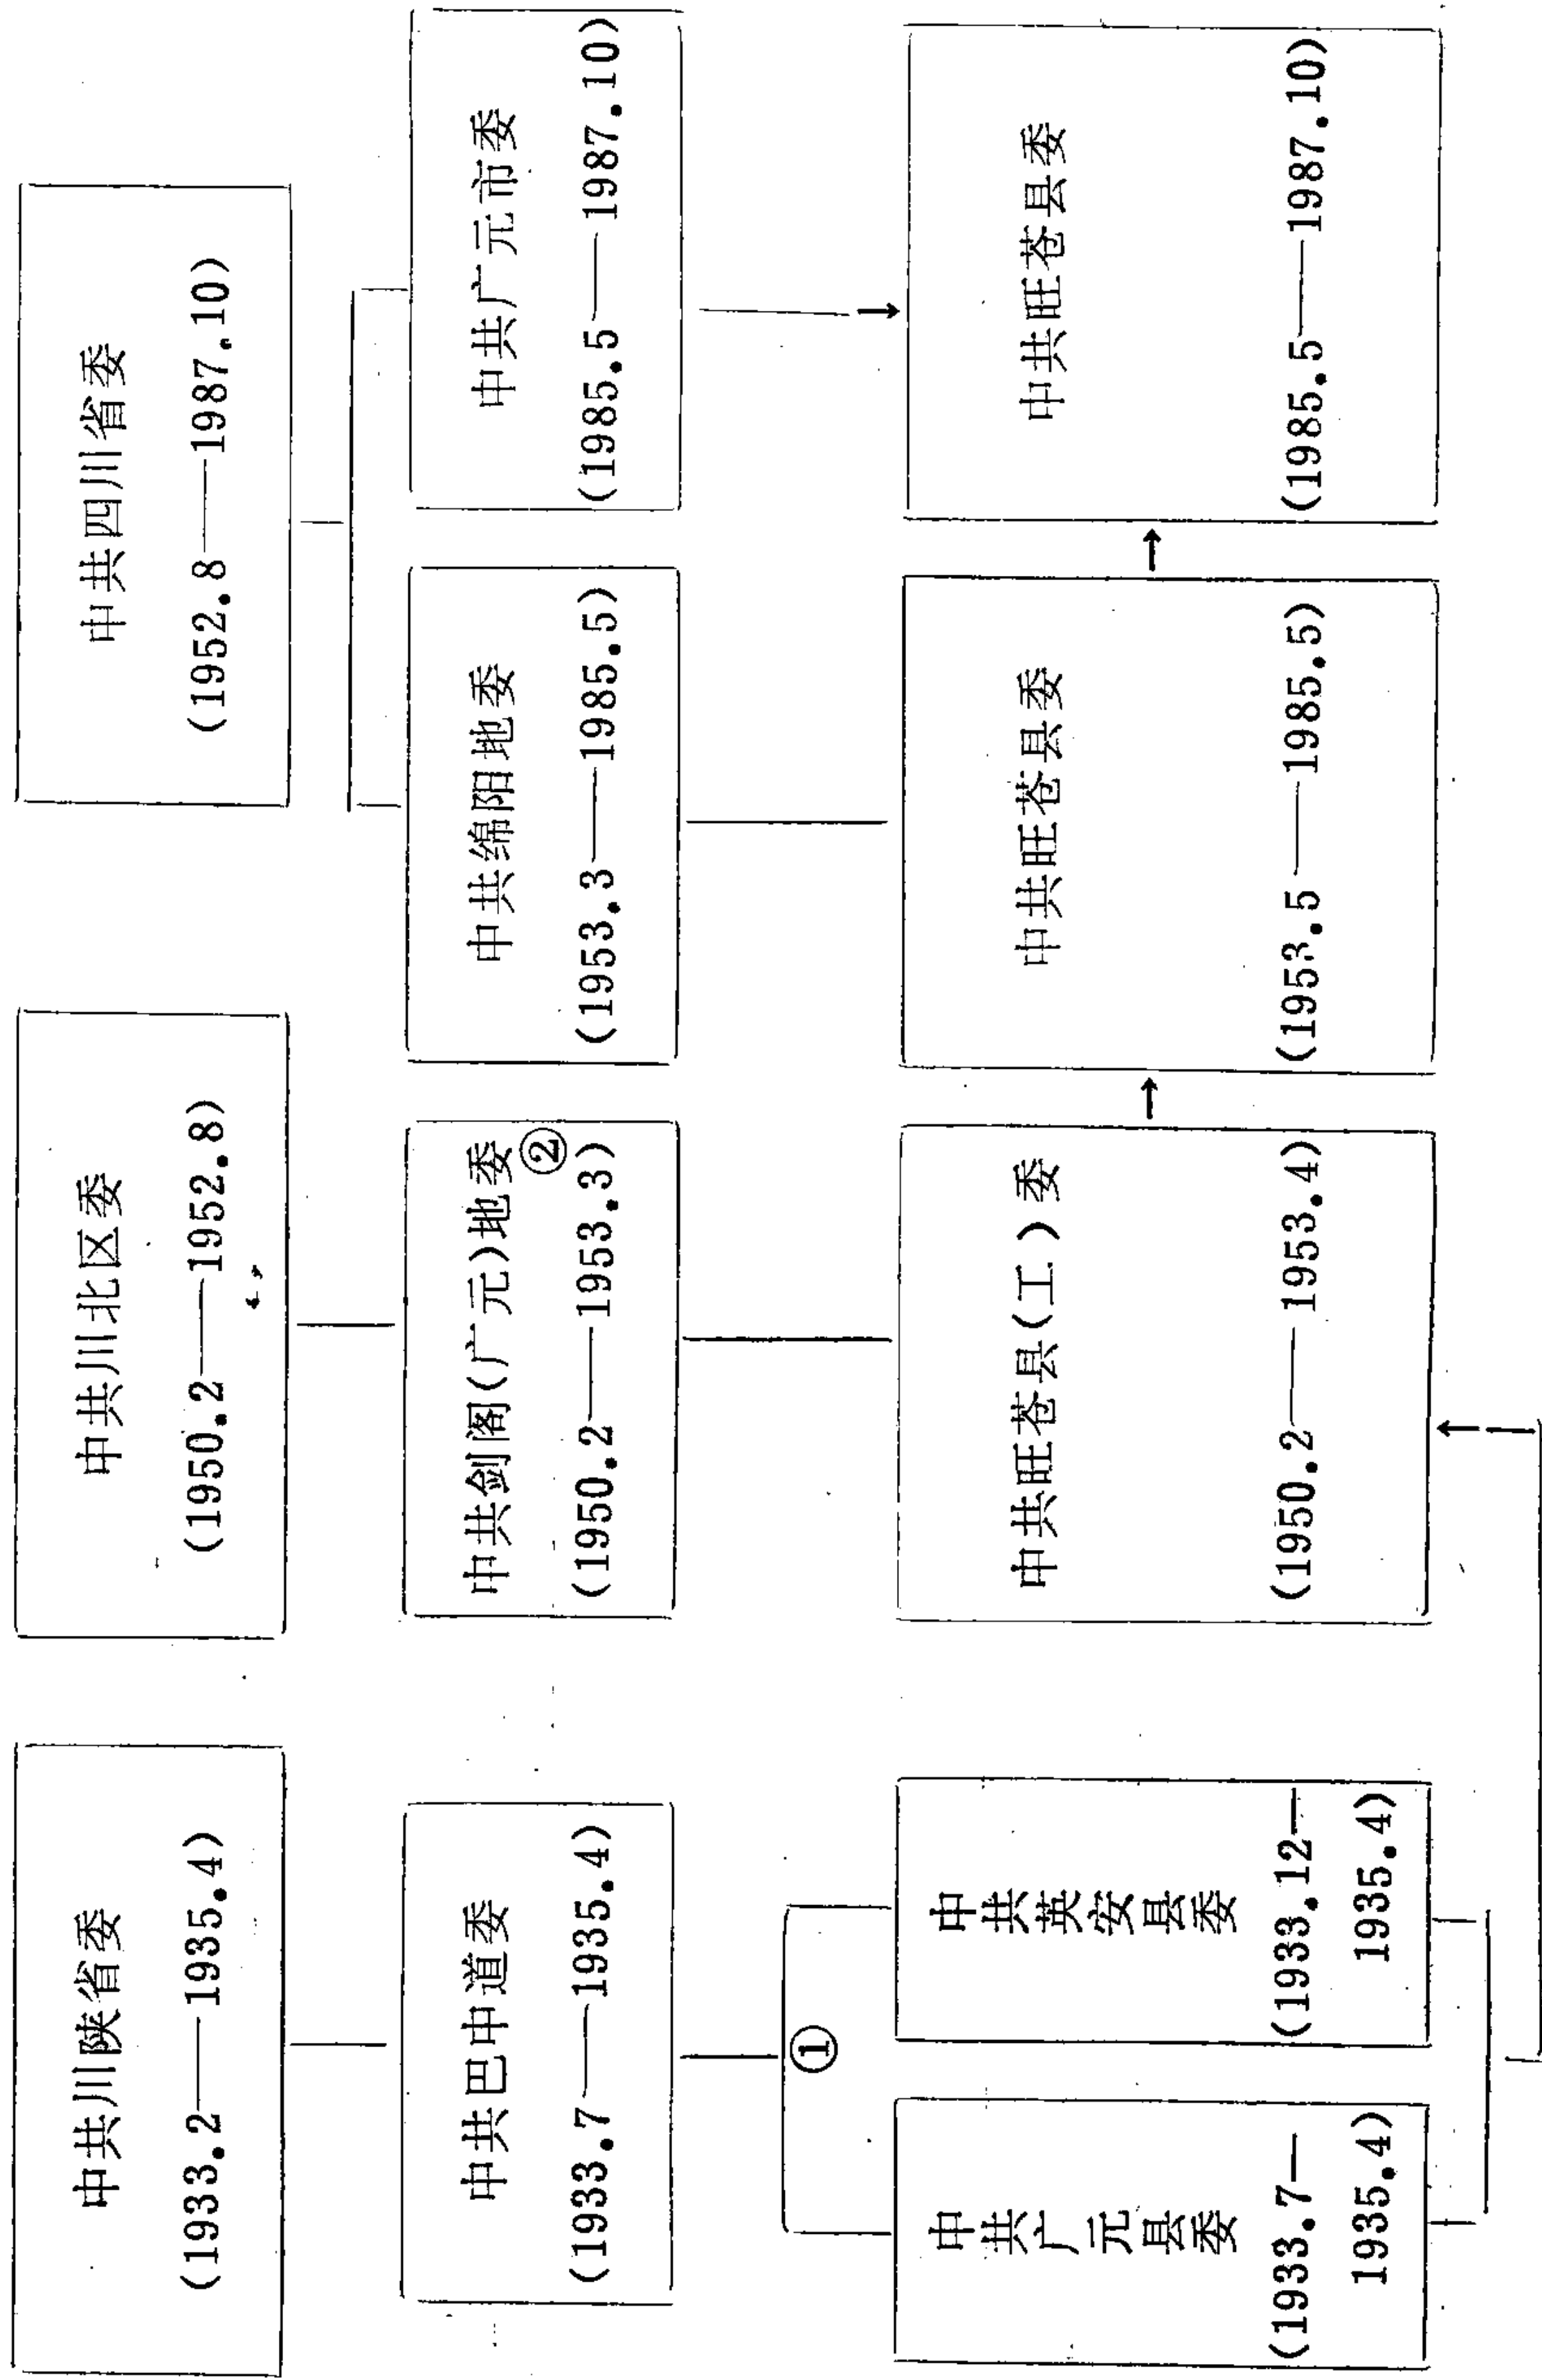 中共川陕省委
(1933.2——1935.4)
中共川北区委
(1950.2——1952.8)
中共四川省委
(1952.8——1987.10)
中共巴中道委
(1933.7——1935.4)
中共剑阁(广元)地委
②
(1950.2——1953.3)
中共绵阳地委
(1953.3——1985.5)
中共广元市委
(1985.5——1987.10)
①
中共广元县委
(1933.7—
1935.4)
中共英安县委
(1933.12—
1935.4)
中共旺苍县(工)委
(1950.2——1953.4)
中共旺苍县委
(1953.5——1985.5)
中共旺苍县委
(1985.5——1987.10)